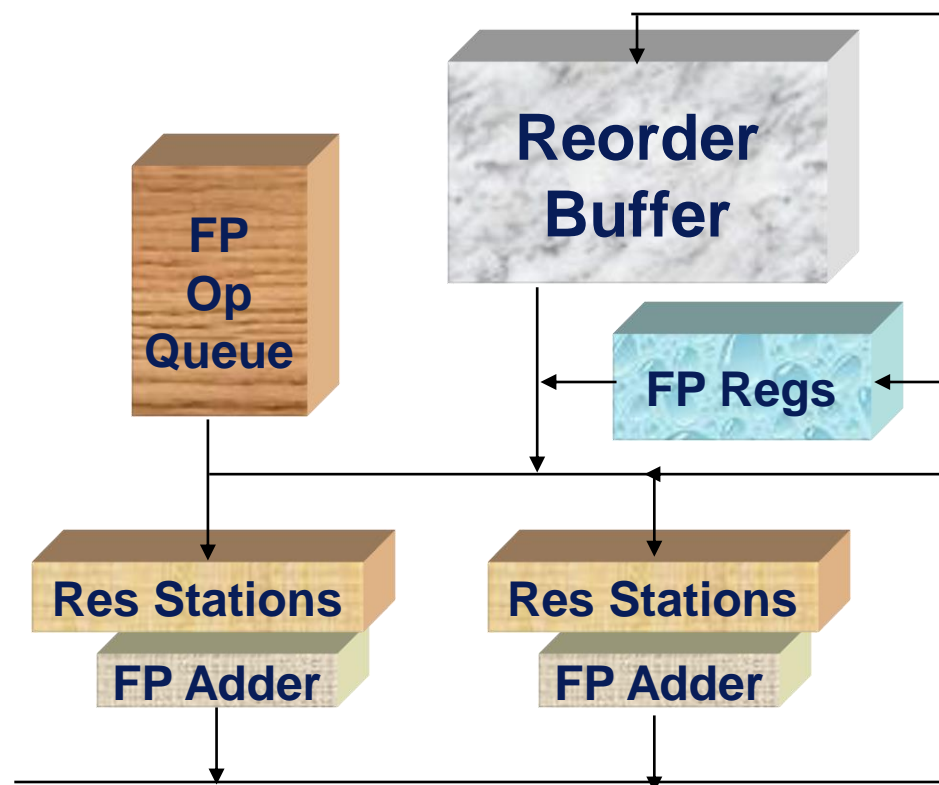 Reorder
Buffer
FP
Op
Queue
FP Regs
Res Stations
Res Stations
FP Adder
FP Adder